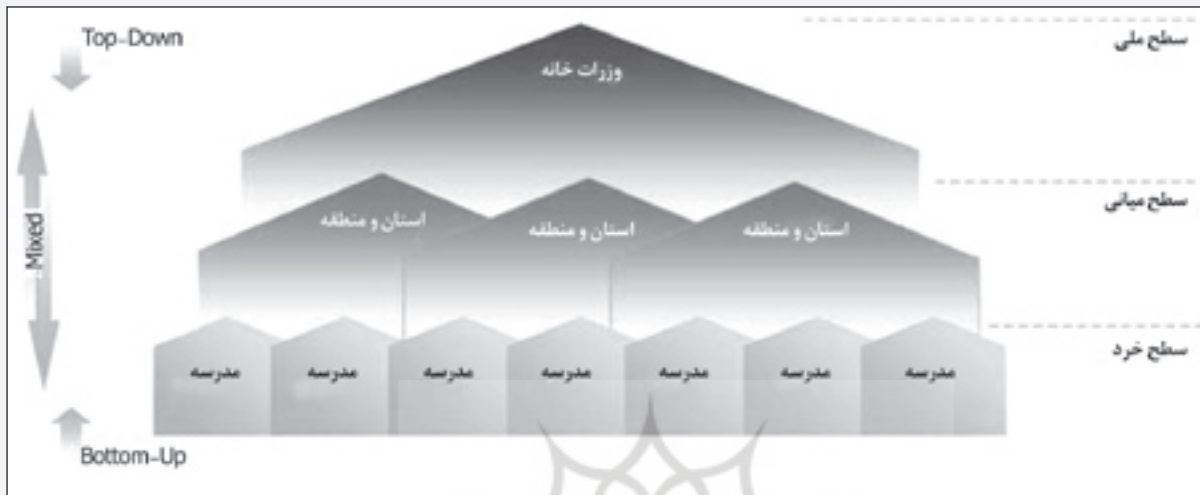 Top-Down
سطح ملی
وزرات خانه
سطح میانی
استان و منطقه
استان و منطقه
استان و منطقه
Mixed
سطح خرد
مدرسه
مدرسه
مدرسه
مدرسه
مدرسه
مدرسه
مدرسه
Bottom-Up